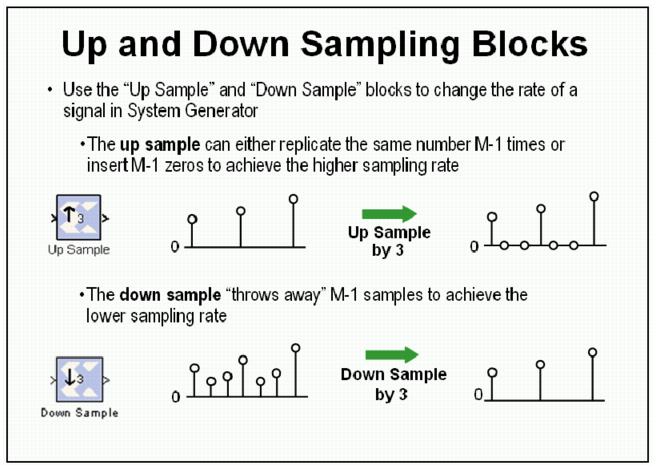 Up and Down Sampling Blocks
• Use the “Up Sample” and “Down Sample” blocks to change the rate of a
signal in System Generator
•The up sample can either replicate the same number M-1 times or
insert M-1 zeros to achieve the higher sampling rate
↑3
Up Sample
0
Up Sample
by 3
0
•The down sample “throws away” M-1 samples to achieve the
lower sampling rate
↓3
Down Sample
0
Down Sample
by 3
0